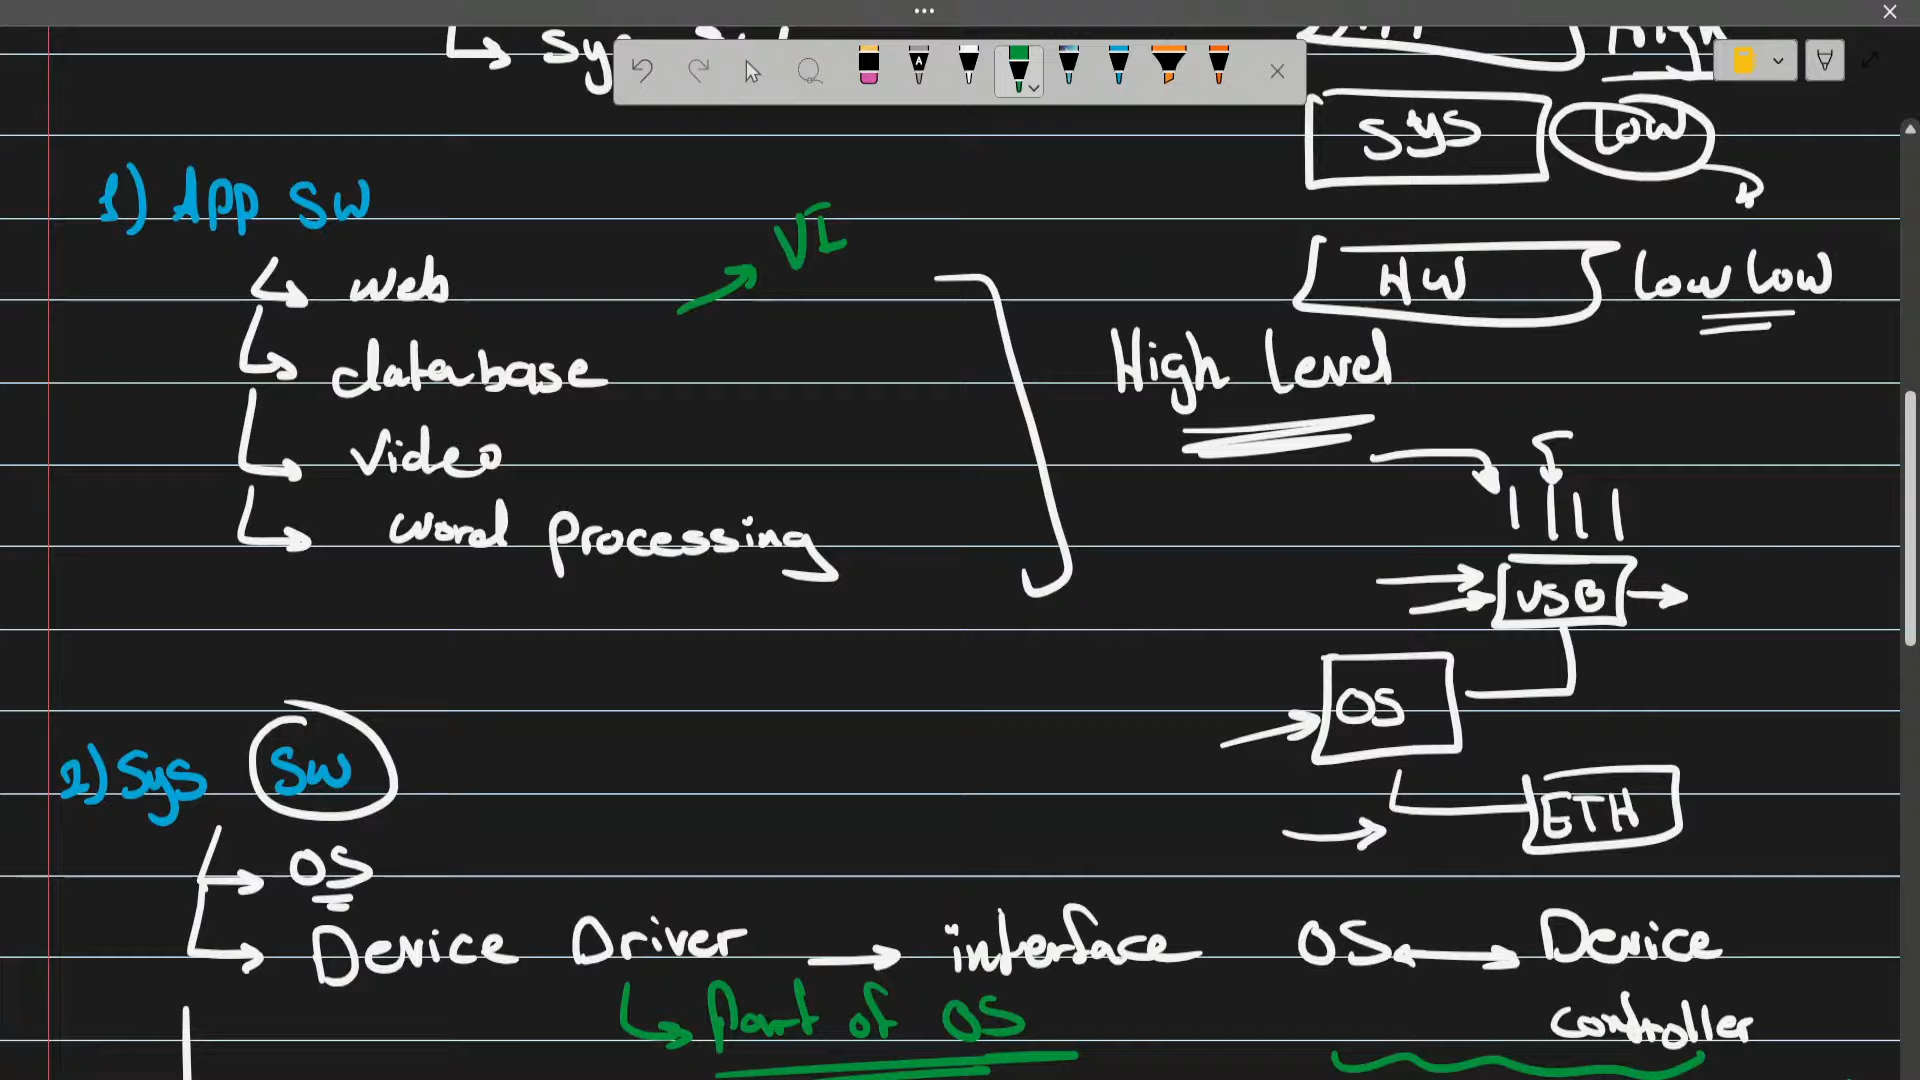 High
↳ Sys
SYS Low
1) App SW
VI
↳ web
HW Low Low
↳ database
High Level
↳ video
↳ word processing
USB
OS
2) Sys SW
ETH
↳ OS
↳ Device Driver → interface OS ↔ Device
↳ Part of OS
controller